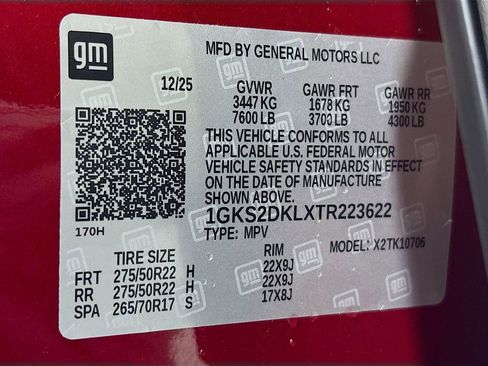 gm
MFD BY GENERAL MOTORS LLC
12/25
GVWR GAWR FRT GAWR RR
3447 KG 1678 KG 1950 KG
7600 LB 3700 LB 4300 LB
THIS VEHICLE CONFORMS TO ALL
APPLICABLE U.S. FEDERAL MOTOR
VEHICLE SAFETY STANDARDS IN EFFECT
ON THE DATE OF MANUFACTURE
SHOWN ABOVE.
1GKS2DKLXTR223622
170H
TYPE: MPV MODEL: X2TK10706
TIRE SIZE RIM
FRT 275/50R22 H 22X9J
RR 275/50R22 H 22X9J
SPA 265/70R17 S 17X8J